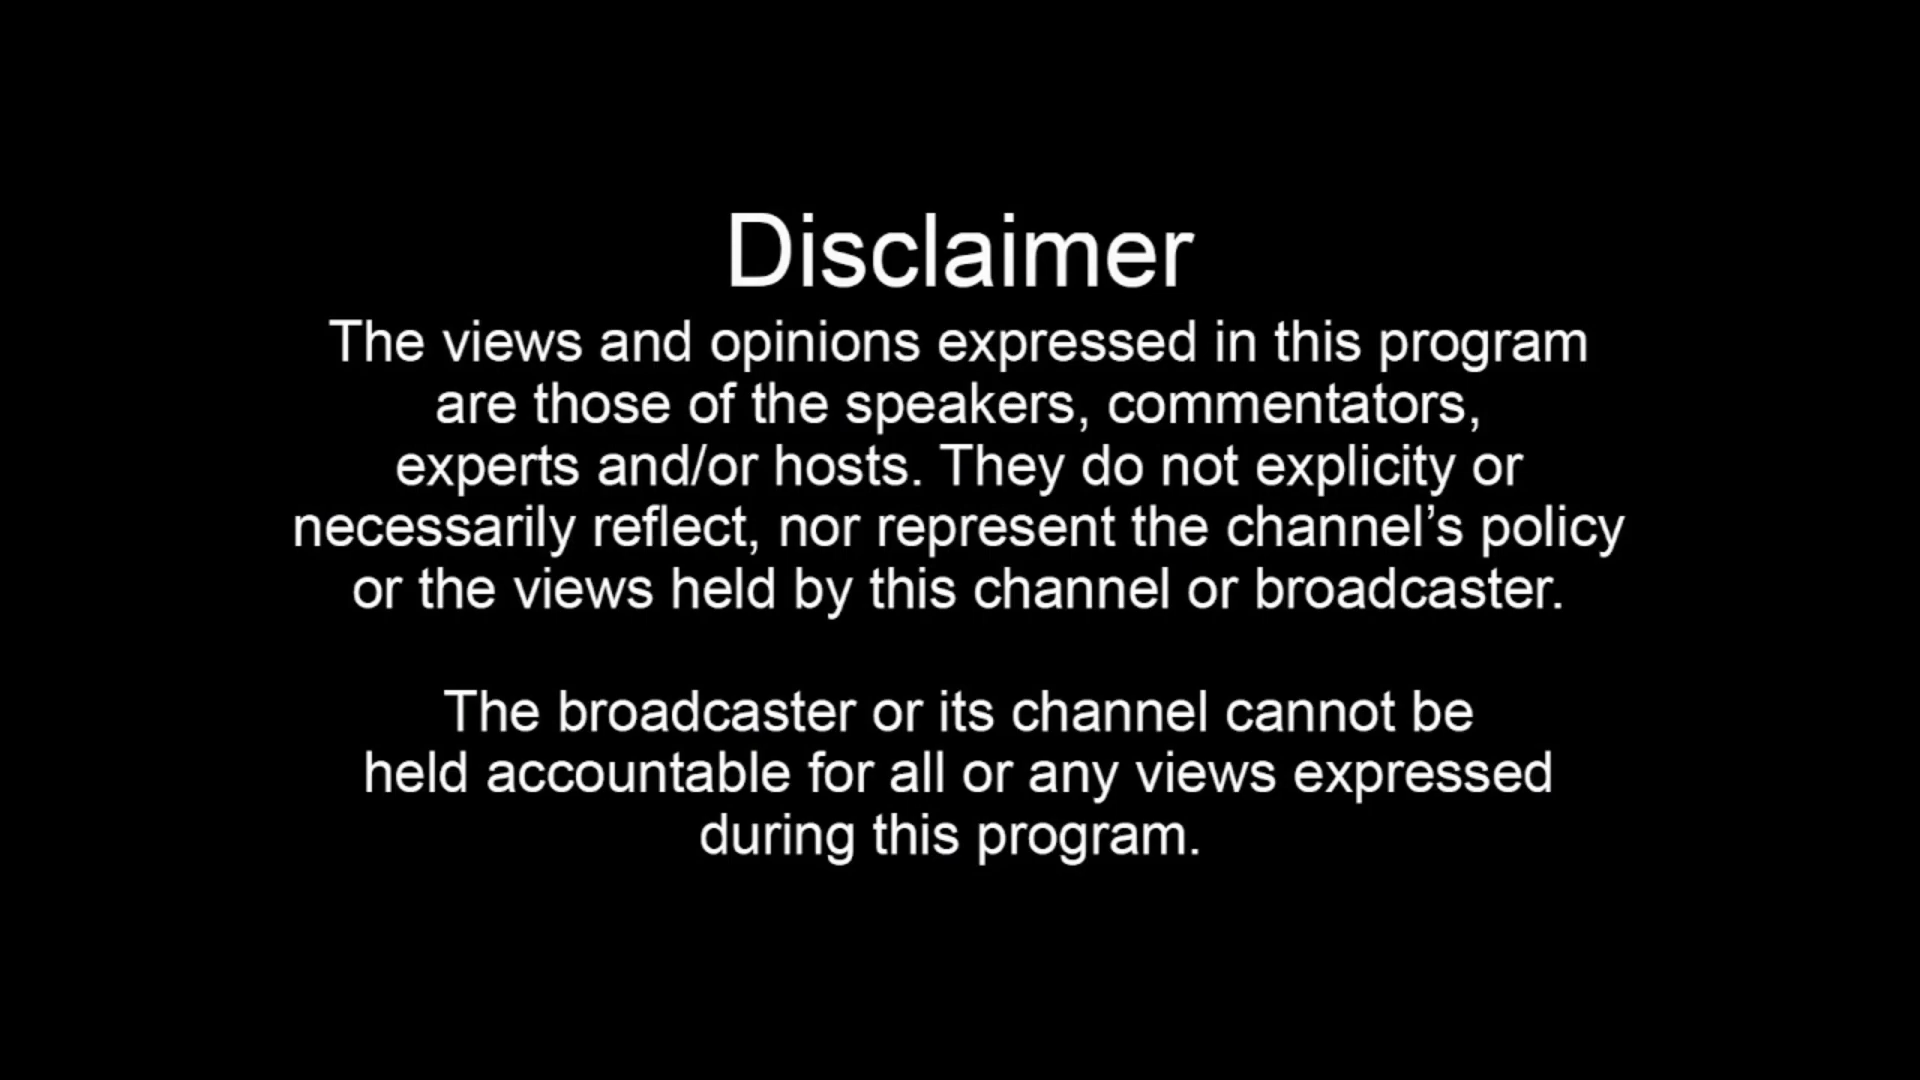 Disclaimer
The views and opinions expressed in this program
are those of the speakers, commentators,
experts and/or hosts. They do not explicity or
necessarily reflect, nor represent the channel’s policy
or the views held by this channel or broadcaster.
The broadcaster or its channel cannot be
held accountable for all or any views expressed
during this program.